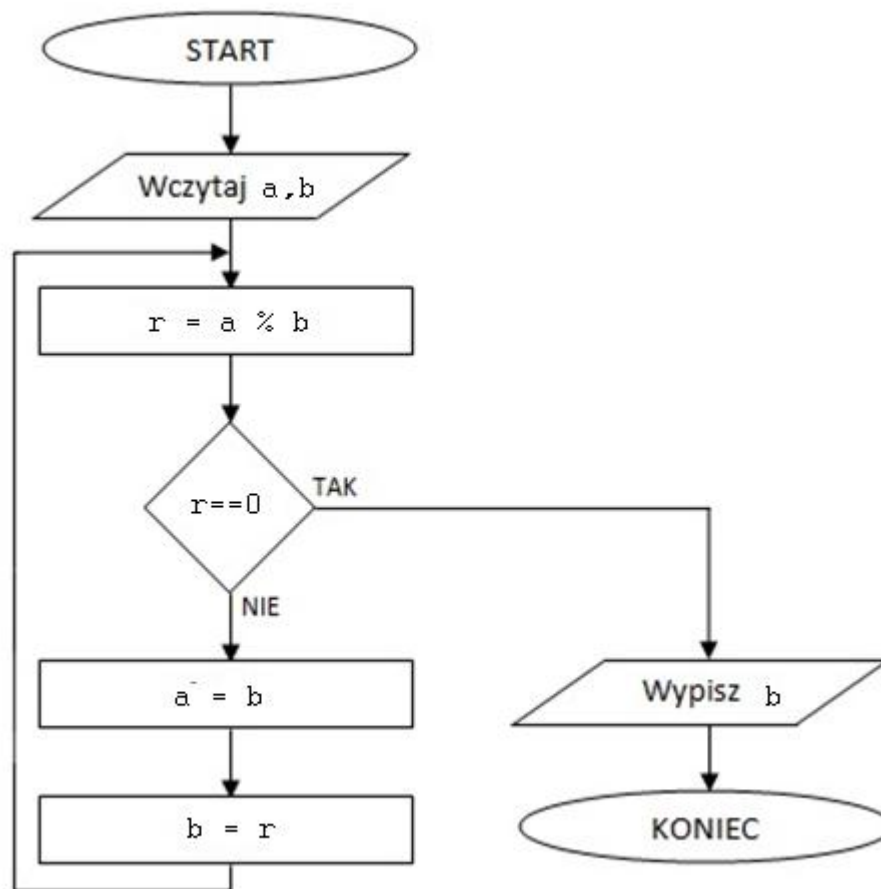 START
Wczytaj a,b
r = a % b
r==0
TAK
NIE
a = b
Wypisz b
b = r
KONIEC